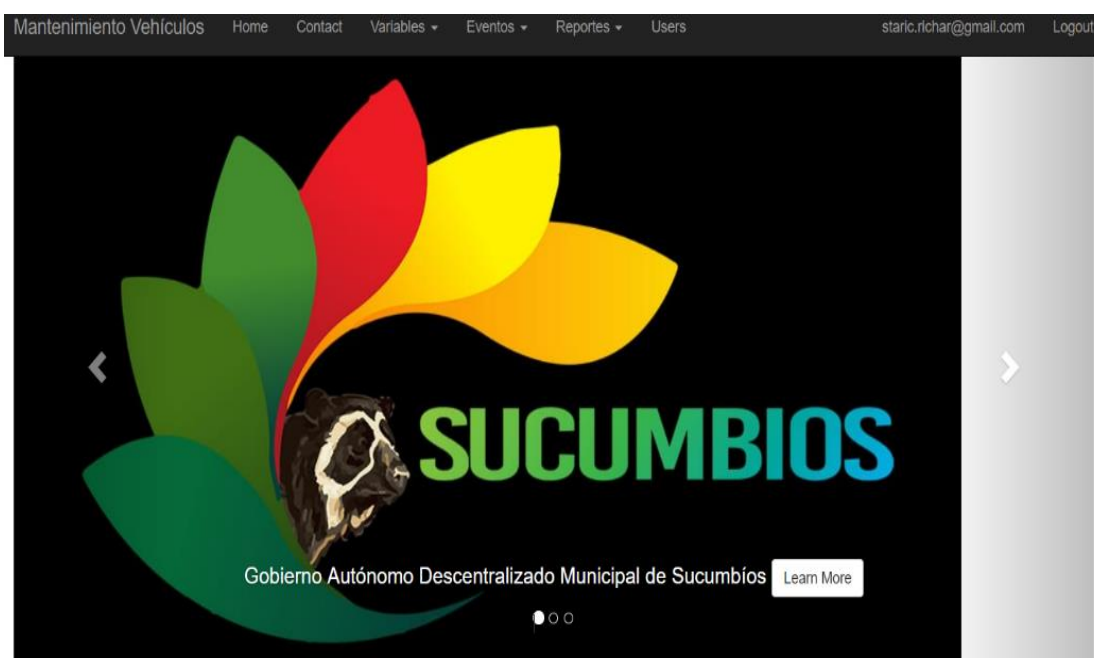 Mantenimiento Vehículos Home Contact Variables Eventos Reportes Users staric.richar@gmail.com Logout
SUCUMBIOS
Gobierno Autónomo Descentralizado Municipal de Sucumbíos Learn More